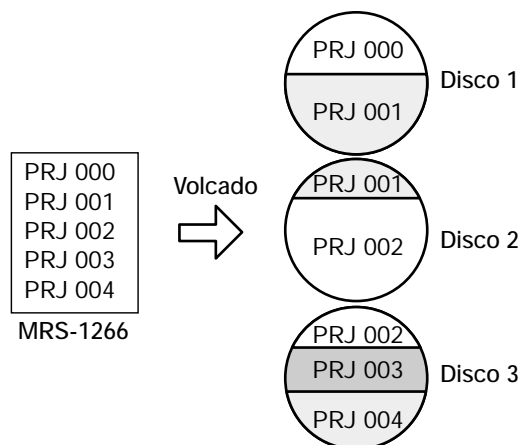 PRJ 000
PRJ 001
PRJ 002
PRJ 003
PRJ 004
MRS-1266
Volcado
PRJ 000
PRJ 001
Disco 1
PRJ 001
PRJ 002
Disco 2
PRJ 002
PRJ 003
PRJ 004
Disco 3